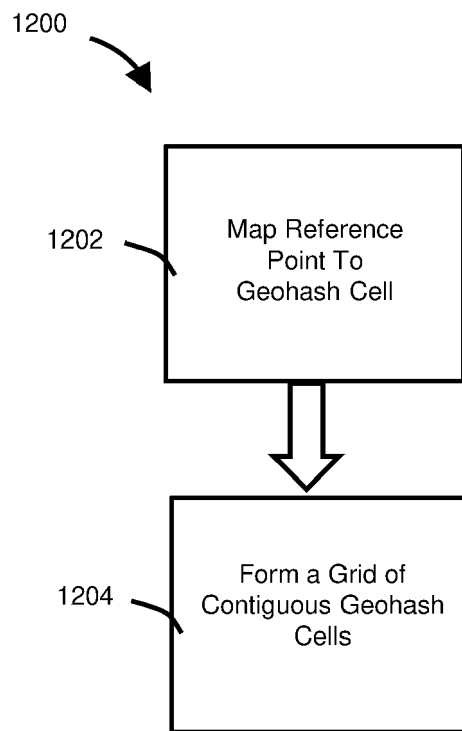 1200
1202
Map Reference
Point To
Geohash Cell
1204
Form a Grid of
Contiguous Geohash
Cells